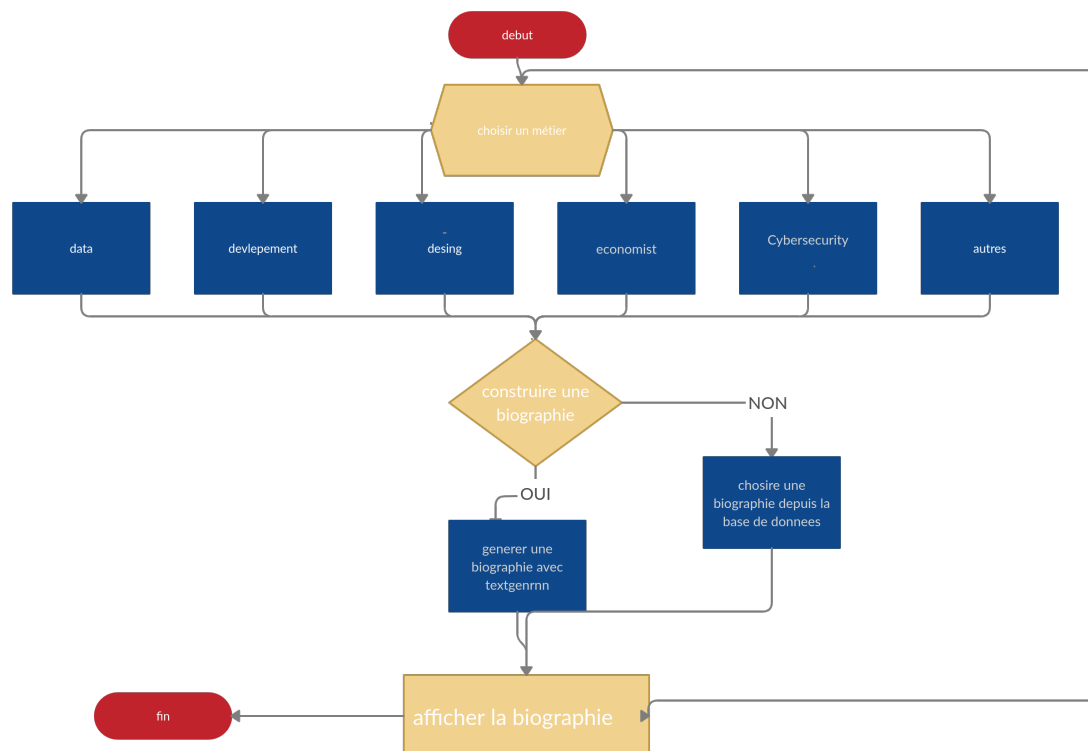 debut
choisir un métier
data
devlepement
desing
economist
Cybersecurity
autres
construire une
biographie
NON
OUI
chosire une
biographie depuis la
base de donnees
generer une
biographie avec
textgenrnn
afficher la biographie
fin